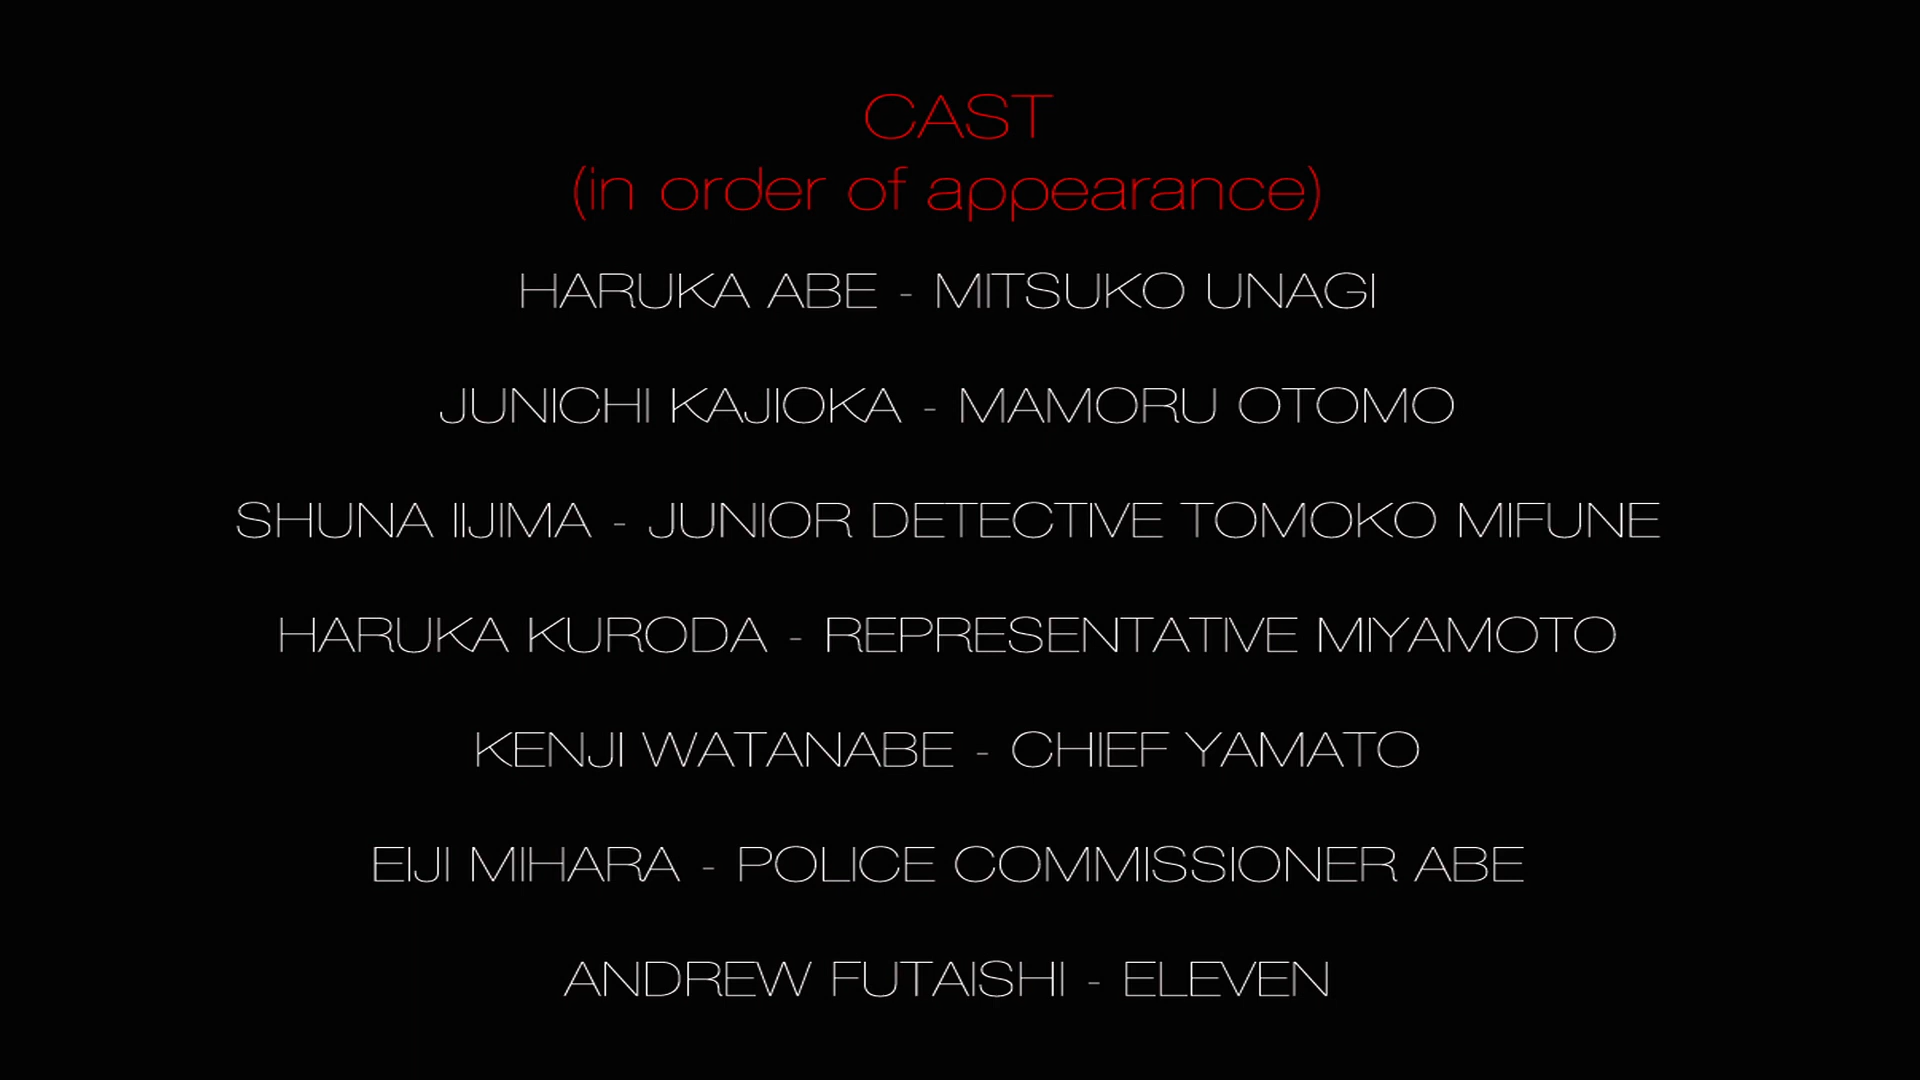 CAST
(in order of appearance)
HARUKA ABE - MITSUKO UNAGI
JUNICHI KAJIOKA - MAMORU OTOMO
SHUNA IIJIMA - JUNIOR DETECTIVE TOMOKO MIFUNE
HARUKA KURODA - REPRESENTATIVE MIYAMOTO
KENJI WATANABE - CHIEF YAMATO
EIJI MIHARA - POLICE COMMISSIONER ABE
ANDREW FUTAISHI - ELEVEN